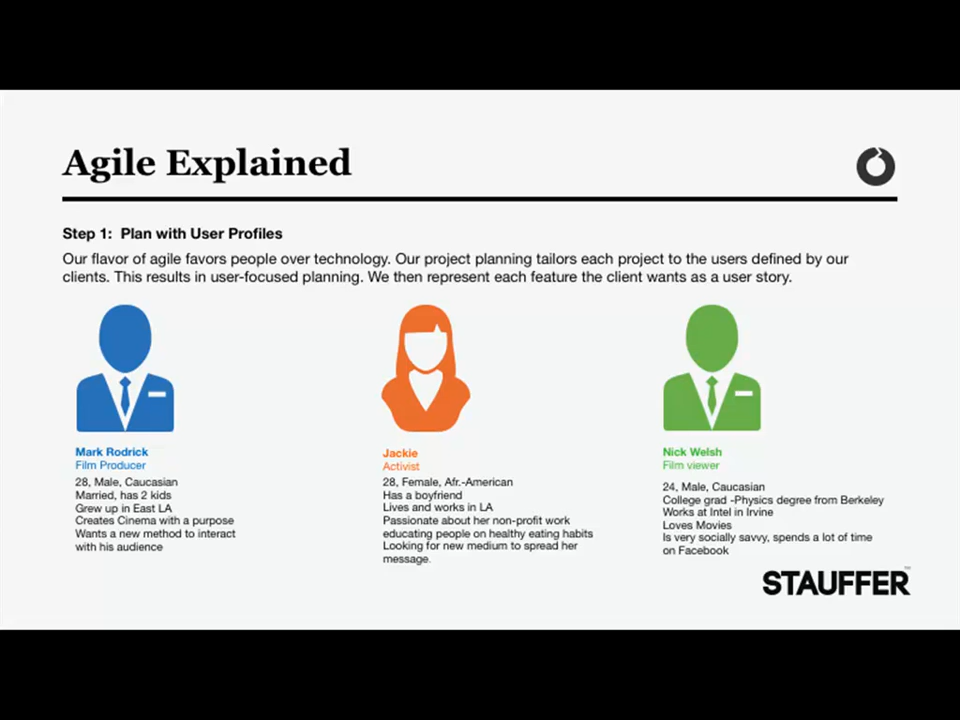 Agile Explained
Step 1:  Plan with User Profiles
Our flavor of agile favors people over technology. Our project planning tailors each project to the users defined by our
clients. This results in user-focused planning. We then represent each feature the client wants as a user story.
Mark Rodrick
Film Producer
28, Male, Caucasian
Married, has 2 kids
Grew up in East LA
Creates Cinema with a purpose
Wants a new method to interact
with his audience
Jackie
Activist
28, Female, Afr.-American
Has a boyfriend
Lives and works in LA
Passionate about her non-profit work
educating people on healthy eating habits
Looking for new medium to spread her
message.
Nick Welsh
Film viewer
24, Male, Caucasian
College grad -Physics degree from Berkeley
Works at Intel in Irvine
Loves Movies
Is very socially savvy, spends a lot of time
on Facebook
STAUFFER™